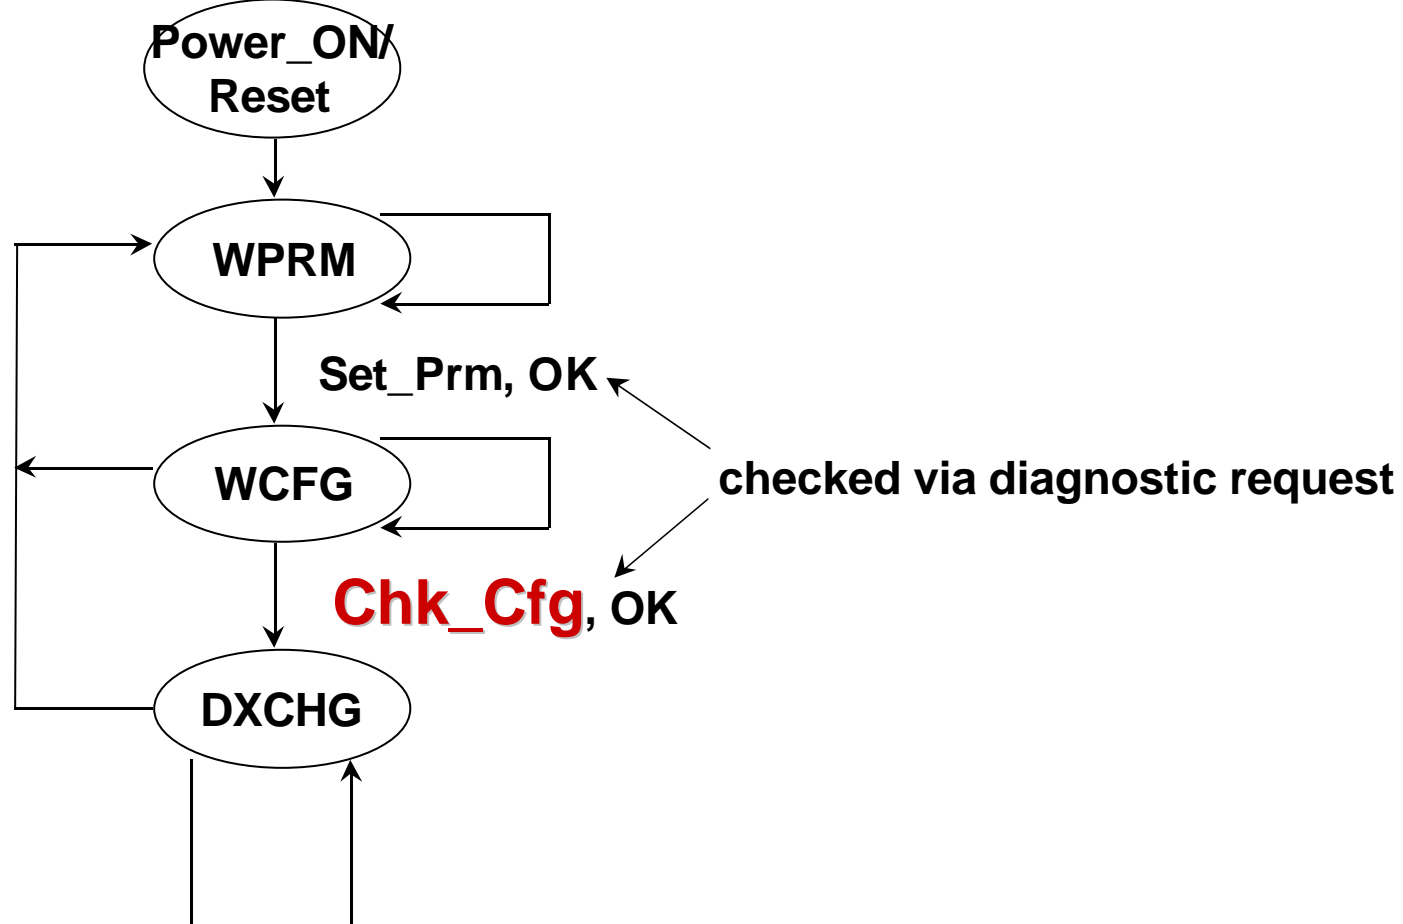 Power_ON/
Reset
WPRM
Set_Prm, OK
WCFG
checked via diagnostic request
Chk_Cfg, OK
DXCHG